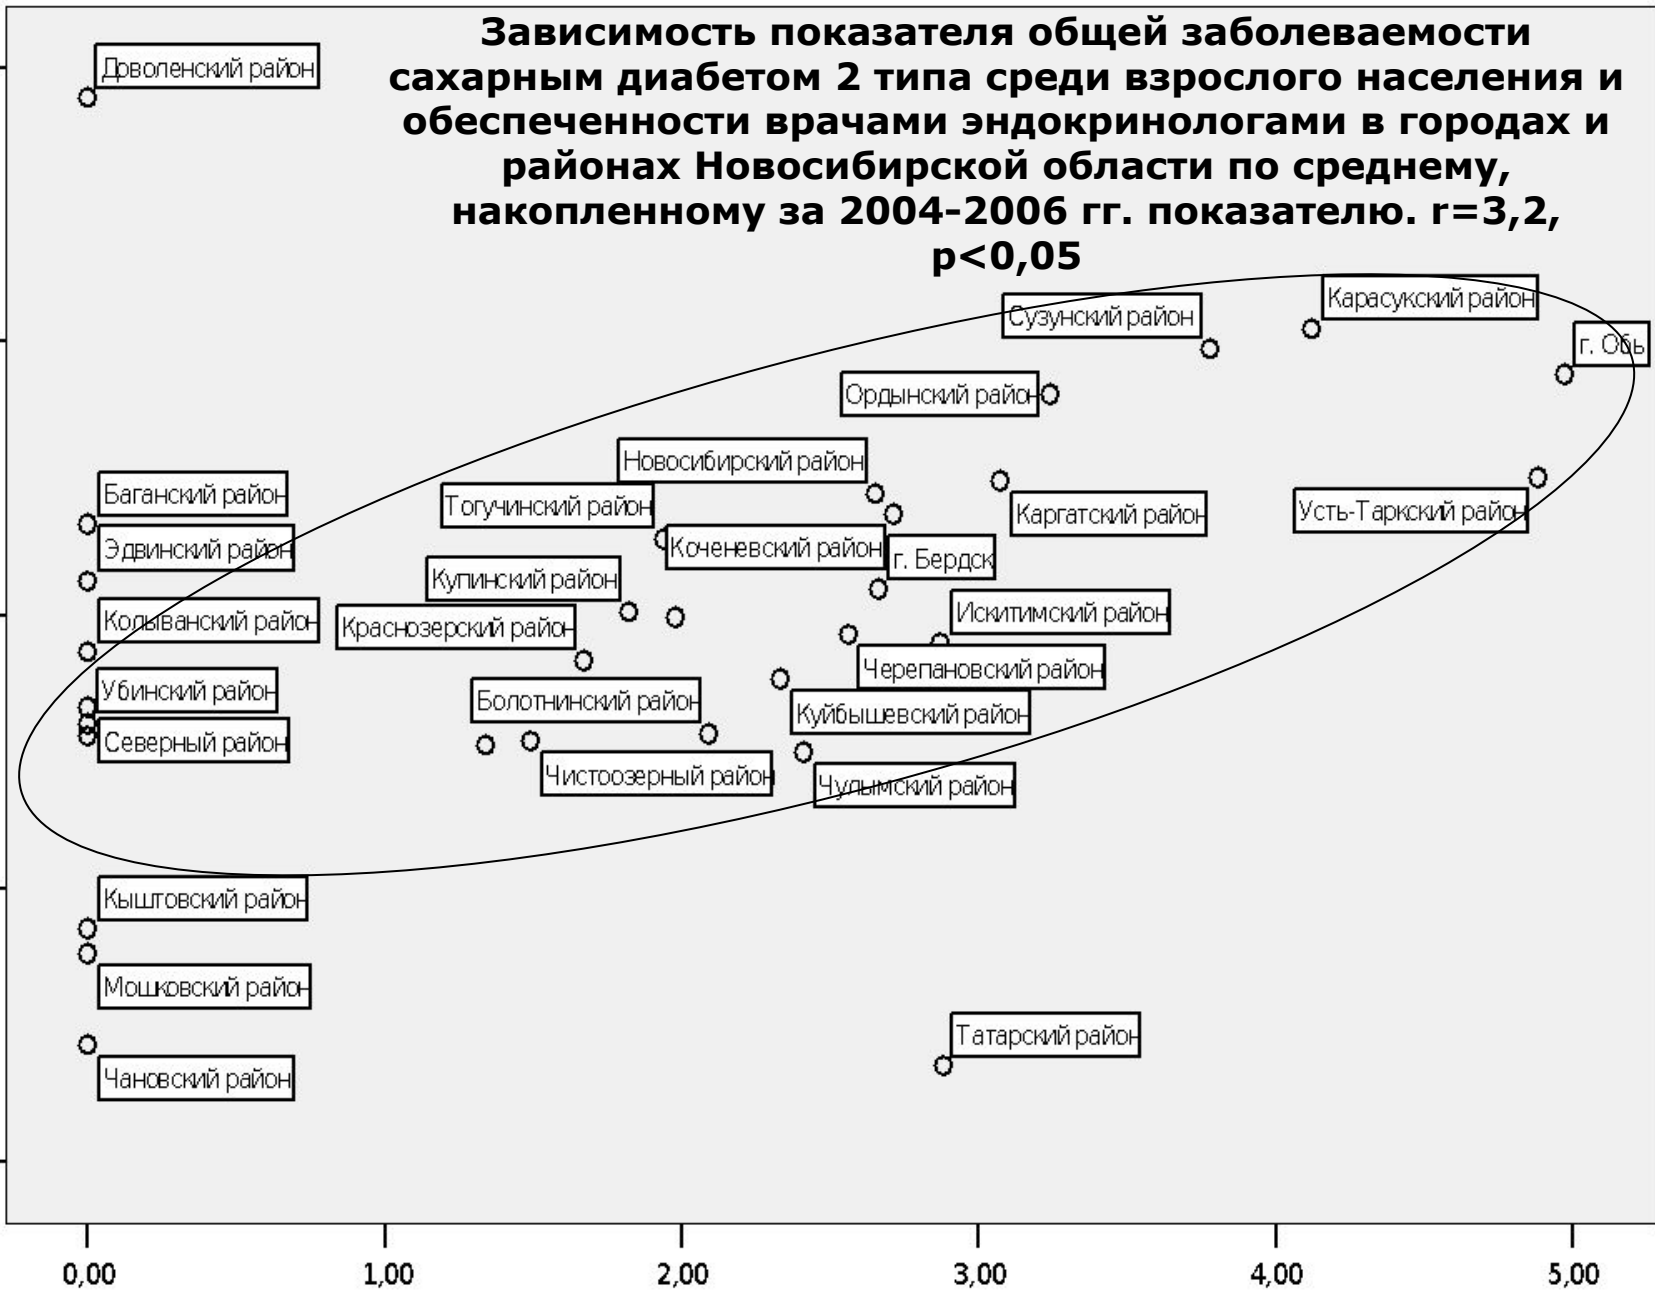 Зависимость показателя общей заболеваемости
сахарным диабетом 2 типа среди взрослого населения и
обеспеченности врачами эндокринологами в городах и
районах Новосибирской области по среднему,
накопленному за 2004-2006 гг. показателю. r=3,2,
p<0,05
Доволенский район
Карасукский район
Сузунский район
г. Обь
Ордынский район
Новосибирский район
Баганский район
Тогучинский район
Каргатский район
Усть-Таркский район
Эдвинский район
Коченевский район
г. Бердск
Купинский район
Искитимский район
Колыванский район
Краснозерский район
Черепановский район
Убинский район
Болотнинский район
Куйбышевский район
Северный район
Чистоозерный район
Чулымский район
Кыштовский район
Мошковский район
Татарский район
Чановский район
0,00 1,00 2,00 3,00 4,00 5,00